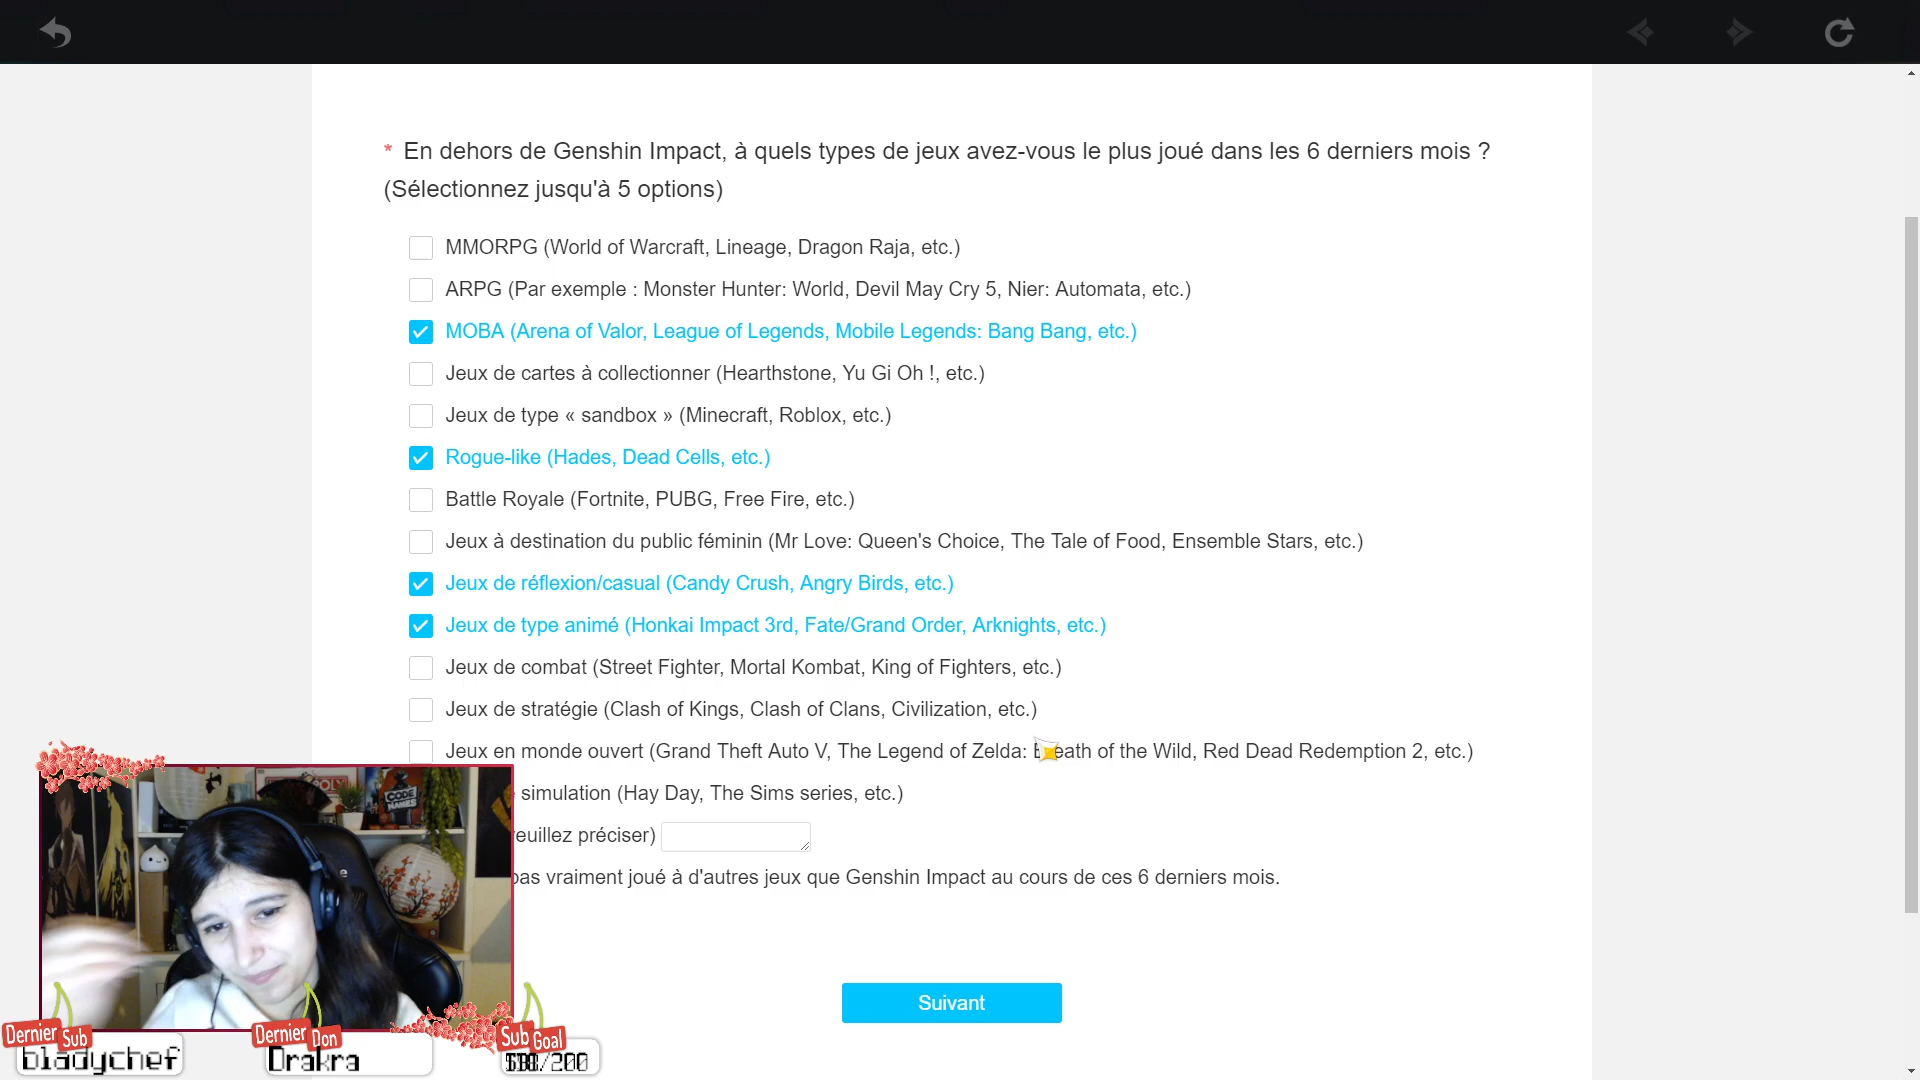 * En dehors de Genshin Impact, à quels types de jeux avez-vous le plus joué dans les 6 derniers mois ?
(Sélectionnez jusqu'à 5 options)
MMORPG (World of Warcraft, Lineage, Dragon Raja, etc.)
ARPG (Par exemple : Monster Hunter: World, Devil May Cry 5, Nier: Automata, etc.)
MOBA (Arena of Valor, League of Legends, Mobile Legends: Bang Bang, etc.)
Jeux de cartes à collectionner (Hearthstone, Yu Gi Oh !, etc.)
Jeux de type « sandbox » (Minecraft, Roblox, etc.)
Rogue-like (Hades, Dead Cells, etc.)
Battle Royale (Fortnite, PUBG, Free Fire, etc.)
Jeux à destination du public féminin (Mr Love: Queen's Choice, The Tale of Food, Ensemble Stars, etc.)
Jeux de réflexion/casual (Candy Crush, Angry Birds, etc.)
Jeux de type animé (Honkai Impact 3rd, Fate/Grand Order, Arknights, etc.)
Jeux de combat (Street Fighter, Mortal Kombat, King of Fighters, etc.)
Jeux de stratégie (Clash of Kings, Clash of Clans, Civilization, etc.)
Jeux en monde ouvert (Grand Theft Auto V, The Legend of Zelda: Breath of the Wild, Red Dead Redemption 2, etc.)
simulation (Hay Day, The Sims series, etc.)
euillez préciser)
pas vraiment joué à d'autres jeux que Genshin Impact au cours de ces 6 derniers mois.
Suivant
CODE NAMES
Dernier Sub
bladychef
Dernier Don
Drakra
Sub Goal
/200